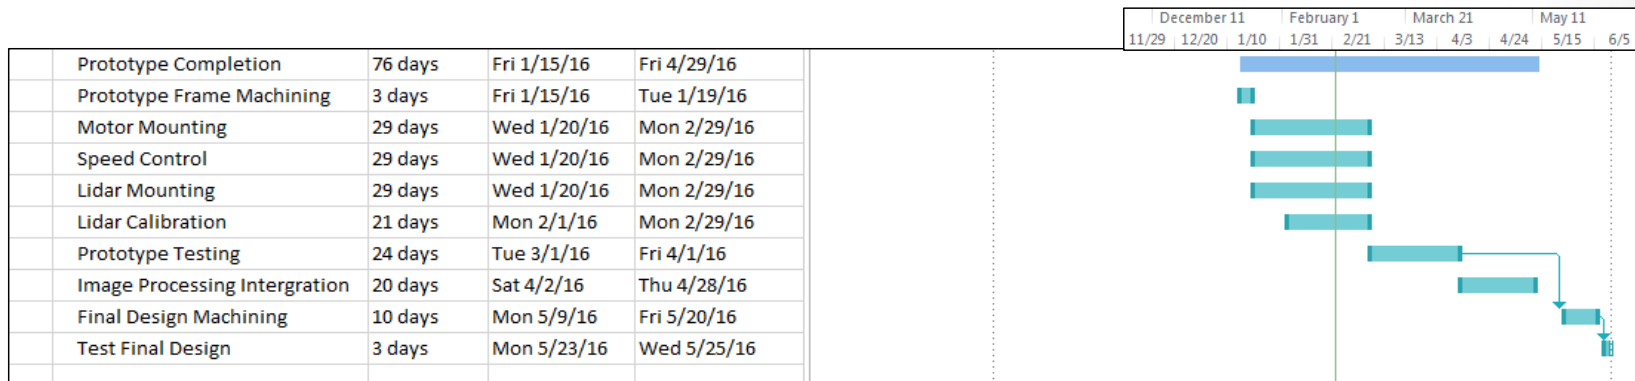 December 11 February 1 March 21 May 11
11/29 12/20 1/10 1/31 2/21 3/13 4/3 4/24 5/15 6/5
Prototype Completion 76 days Fri 1/15/16 Fri 4/29/16
Prototype Frame Machining 3 days Fri 1/15/16 Tue 1/19/16
Motor Mounting 29 days Wed 1/20/16 Mon 2/29/16
Speed Control 29 days Wed 1/20/16 Mon 2/29/16
Lidar Mounting 29 days Wed 1/20/16 Mon 2/29/16
Lidar Calibration 21 days Mon 2/1/16 Mon 2/29/16
Prototype Testing 24 days Tue 3/1/16 Fri 4/1/16
Image Processing Intergration 20 days Sat 4/2/16 Thu 4/28/16
Final Design Machining 10 days Mon 5/9/16 Fri 5/20/16
Test Final Design 3 days Mon 5/23/16 Wed 5/25/16